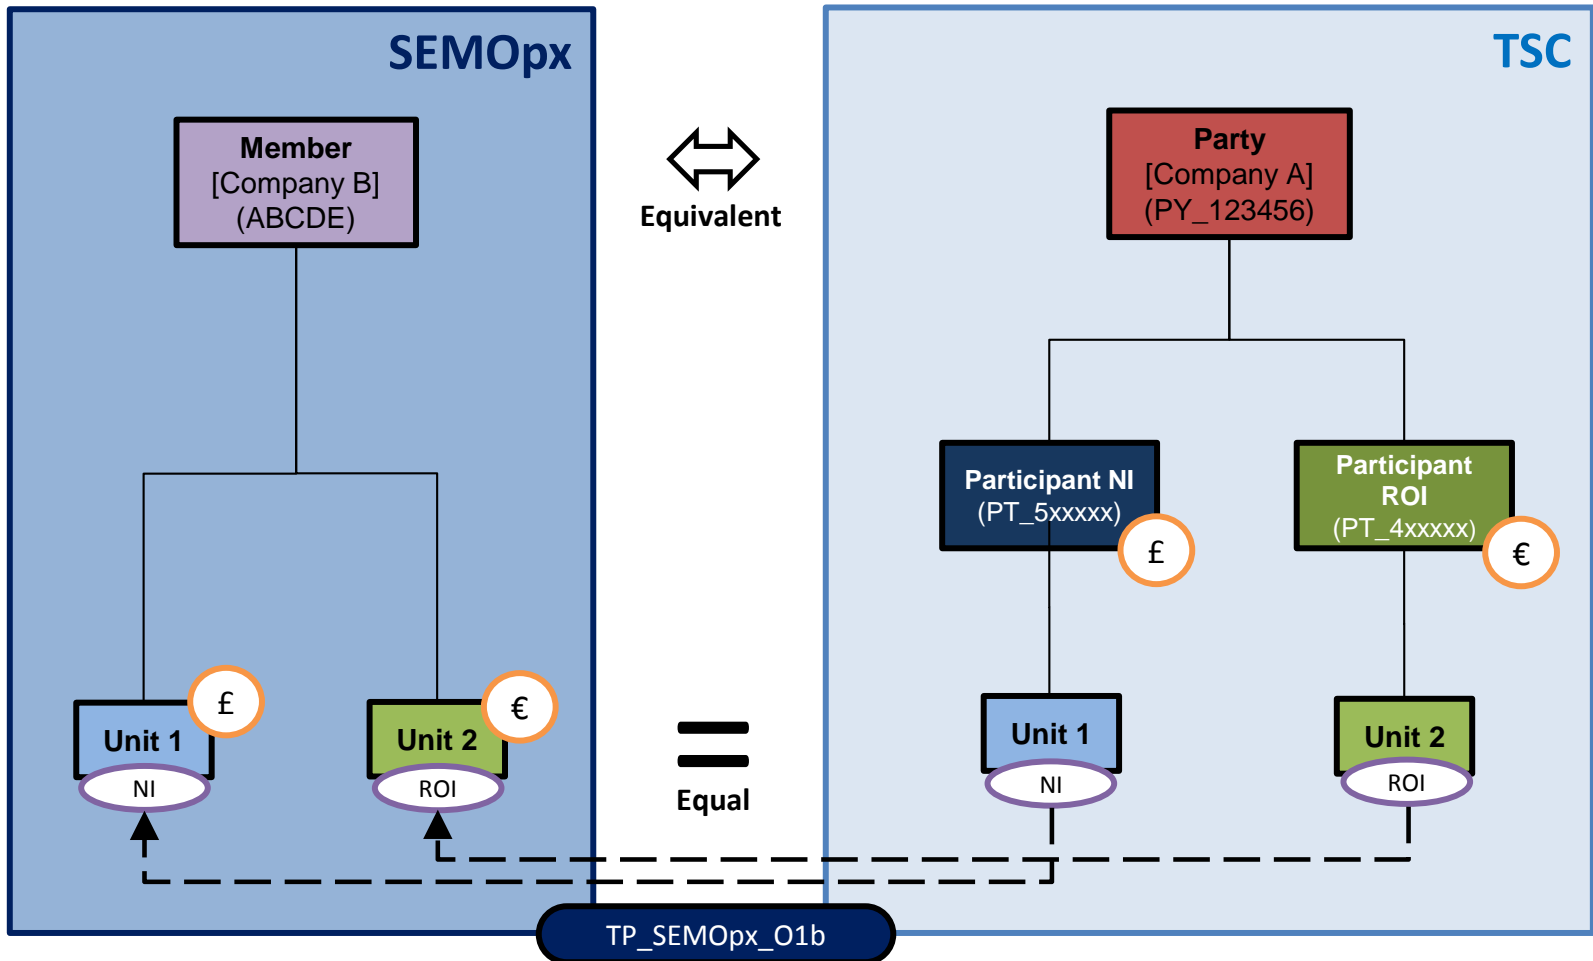 SEMOpx
TSC
Member
[Company B]
(ABCDE)
Equivalent
Party
[Company A]
(PY_123456)
Participant NI
(PT_5xxxxx)
£
Participant
ROI
(PT_4xxxxx)
€
Unit 1
£
NI
Unit 2
€
ROI
Equal
Unit 1
NI
Unit 2
ROI
TP_SEMOpx_O1b